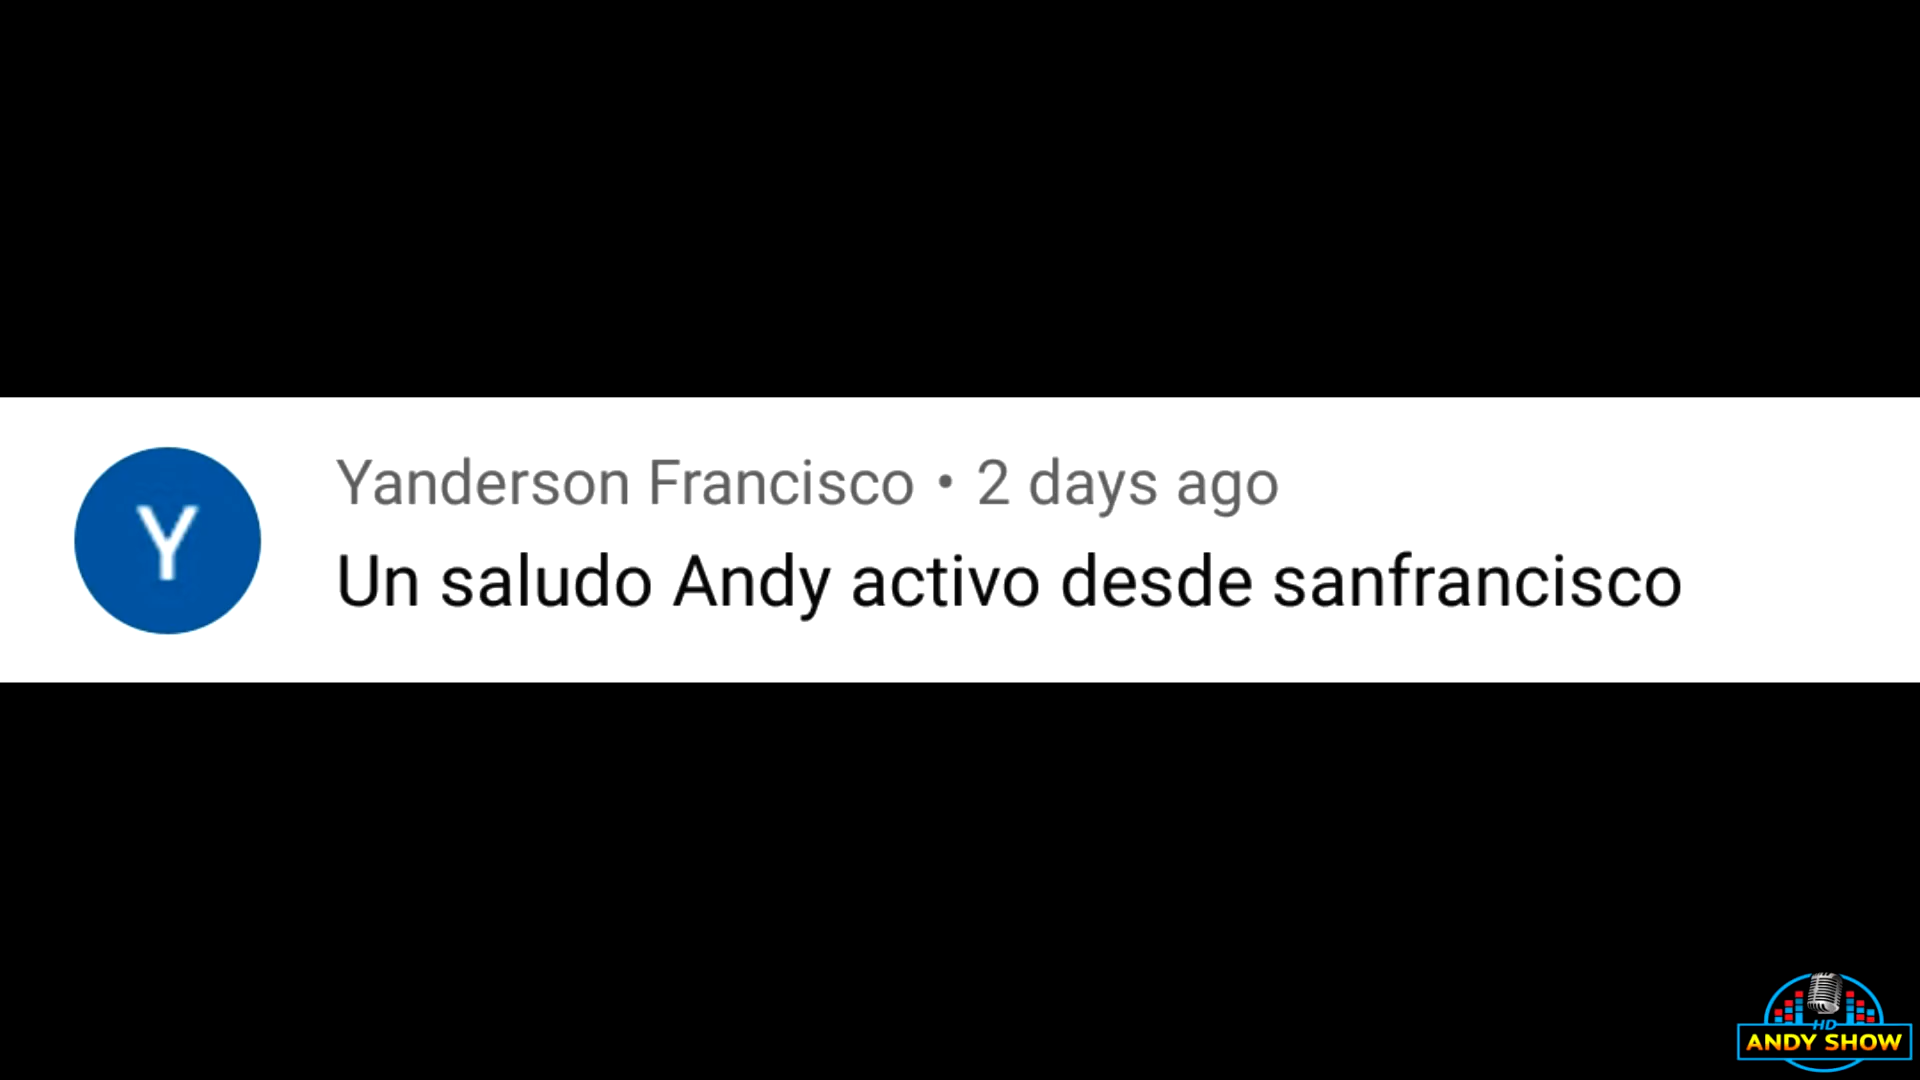 Y
Yanderson Francisco • 2 days ago
Un saludo Andy activo desde sanfrancisco
HD
ANDY SHOW